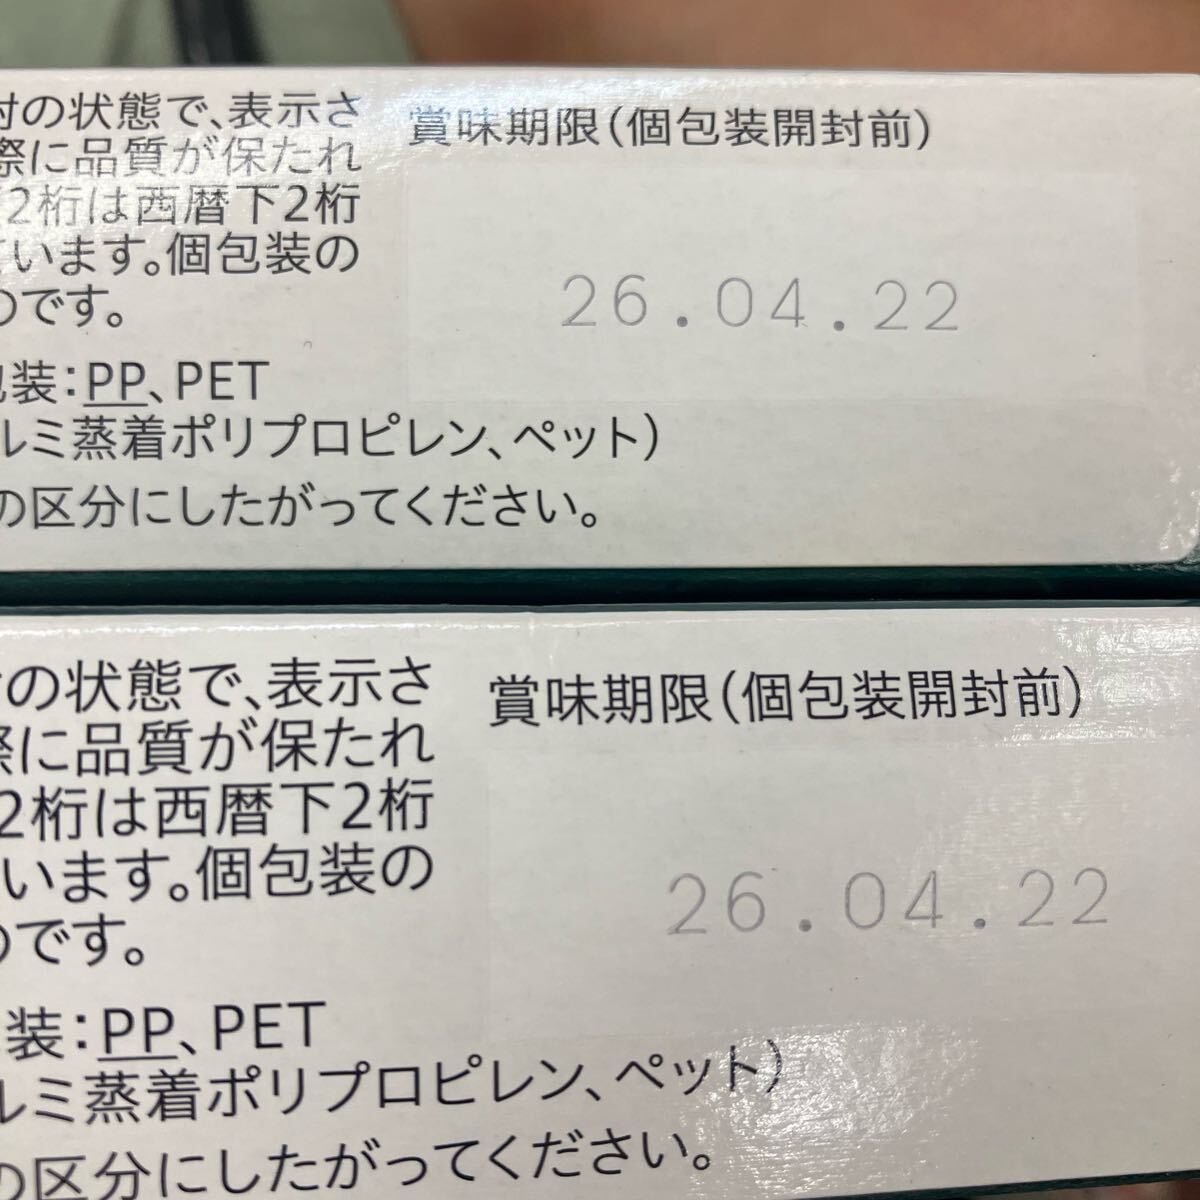 の状態で、表示さ
際に品質が保たれ
2桁は西暦下2桁
います。個包装の
のです。
包装:PP、PET
ルミ蒸着ポリプロピレン、ペット)
の区分にしたがってください。
賞味期限(個包装開封前)
26.04.22
の状態で、表示さ
際に品質が保たれ
2桁は西暦下2桁
います。個包装の
のです。
装:PP、PET
ルミ蒸着ポリプロピレン、ペット)
の区分にしたがってください。
賞味期限(個包装開封前)
26.04.22